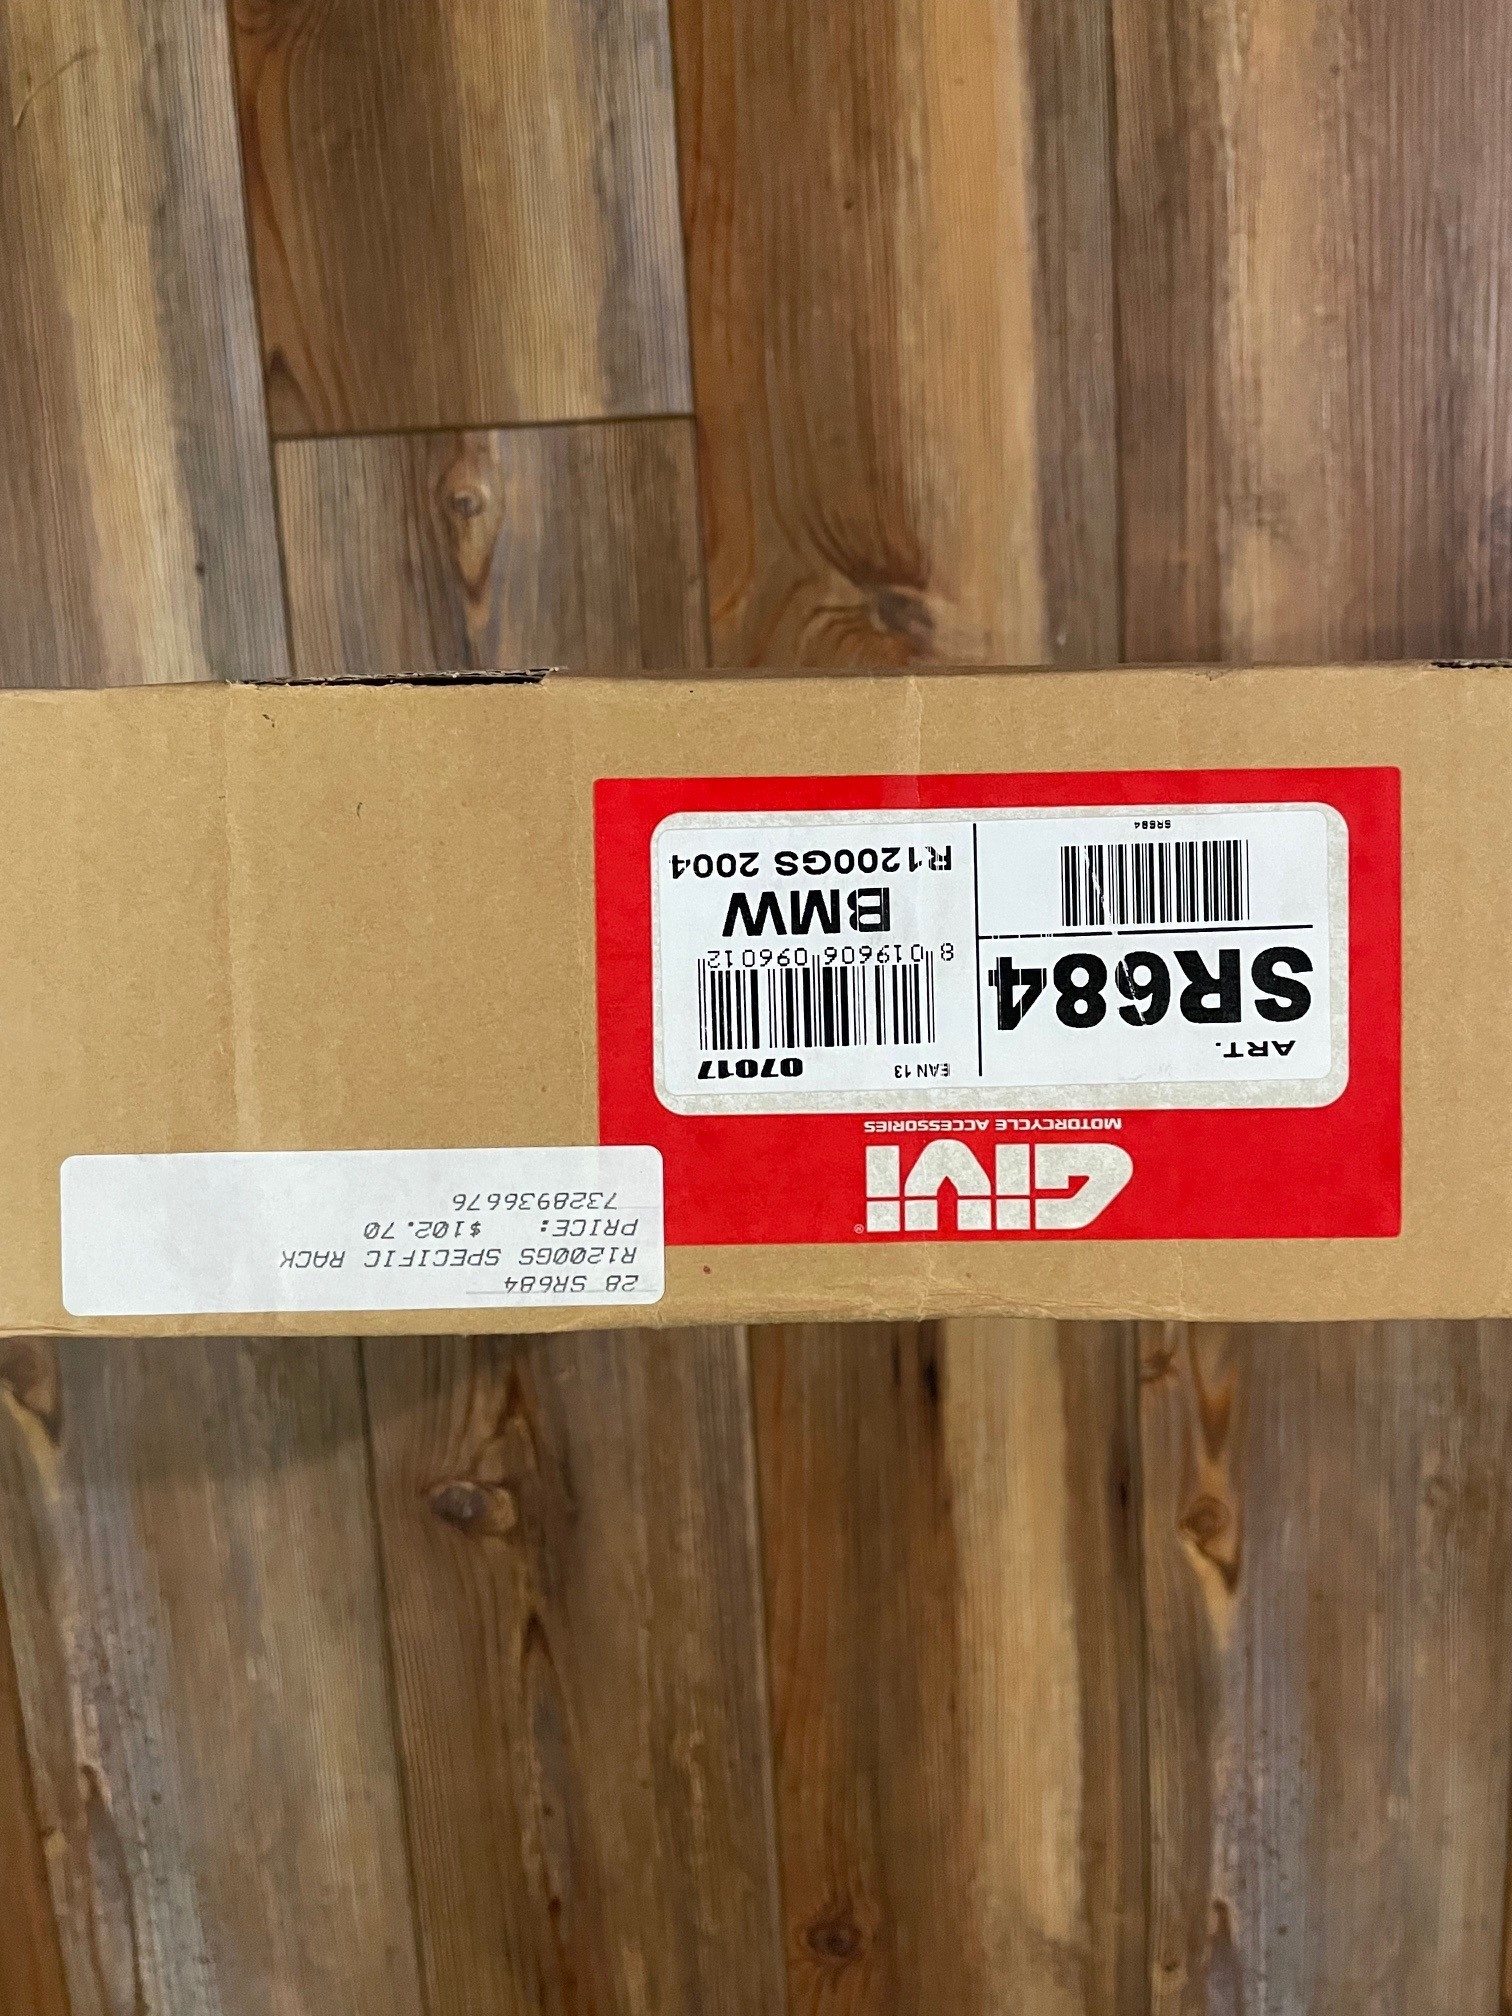 GIVI®
MOTORCYCLE ACCESSORIES
ART.
SR684
SR684
EAN 13 07017
8 019606 096012
BMW
R1200GS 2004
28 SR684
R1200GS SPECIFIC RACK
PRICE: $102.70
7328936676